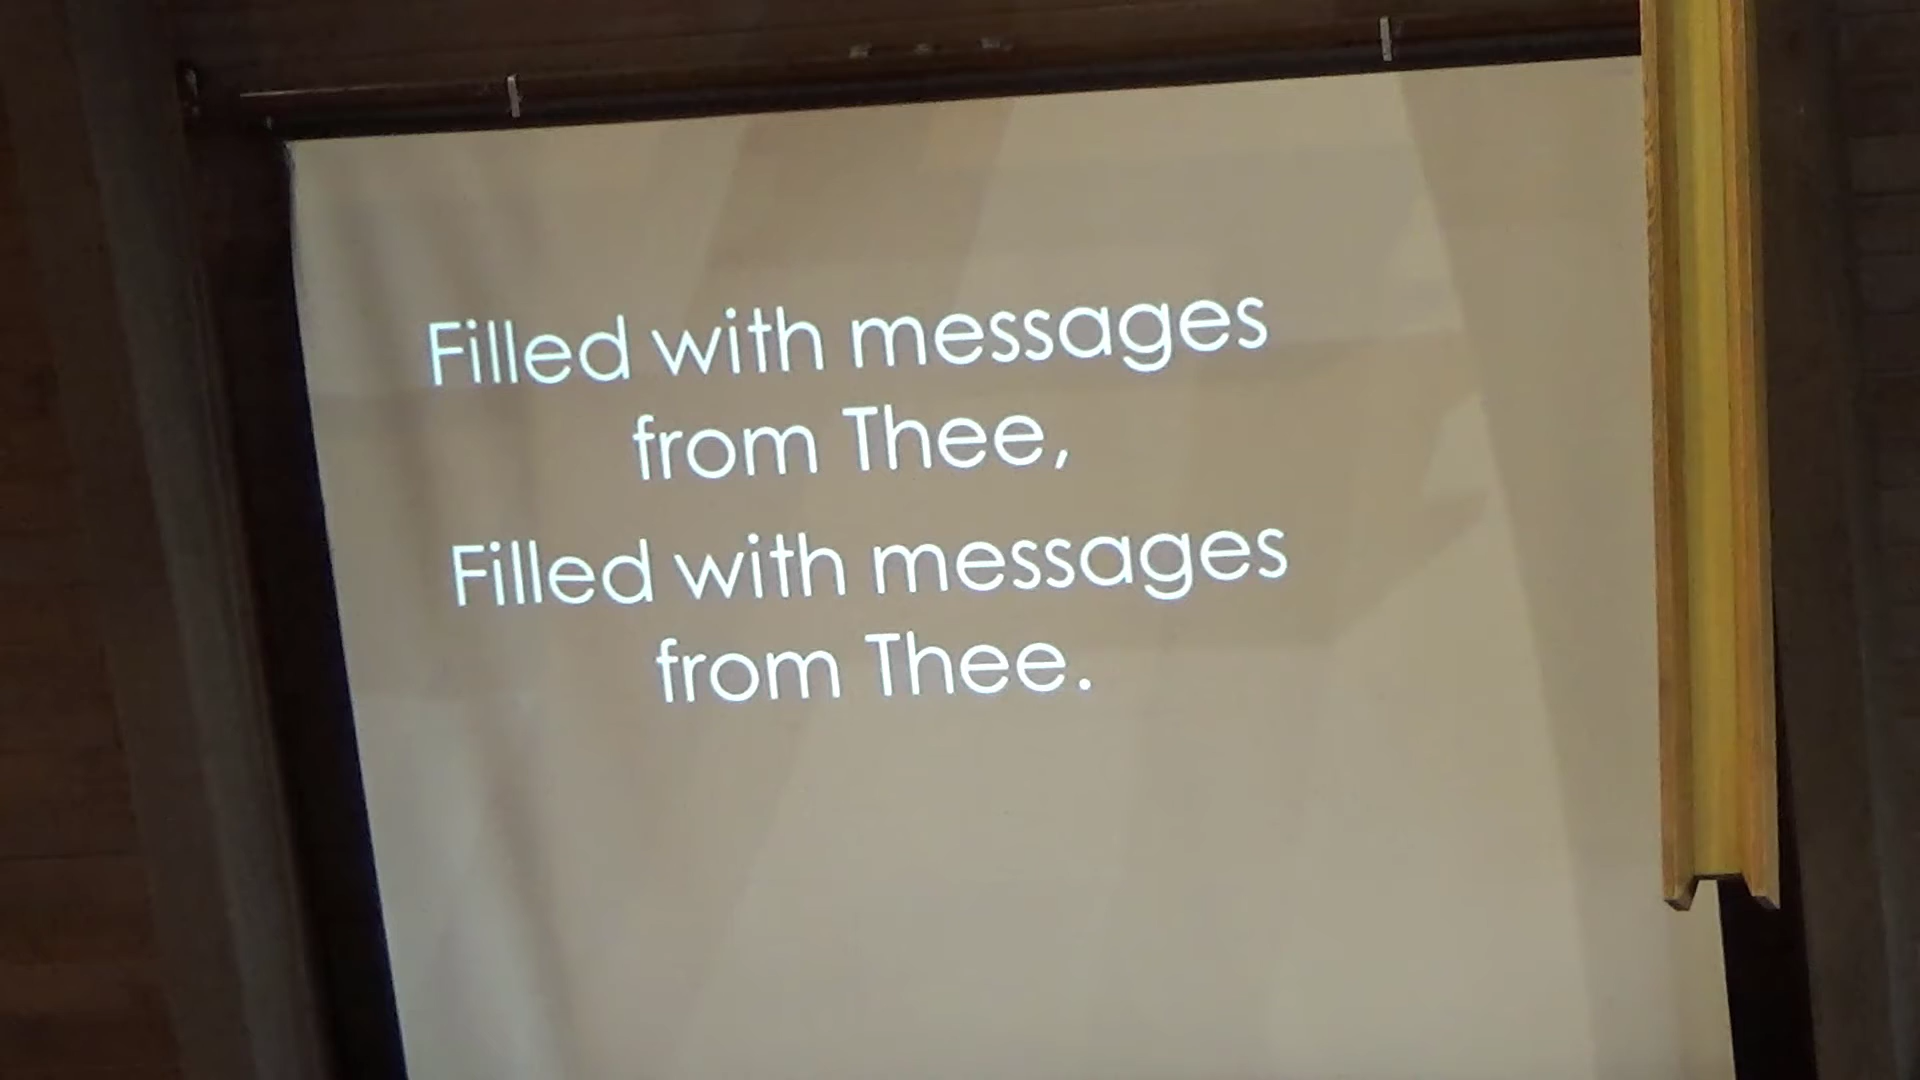 Filled with messages
from Thee,
Filled with messages
from Thee.